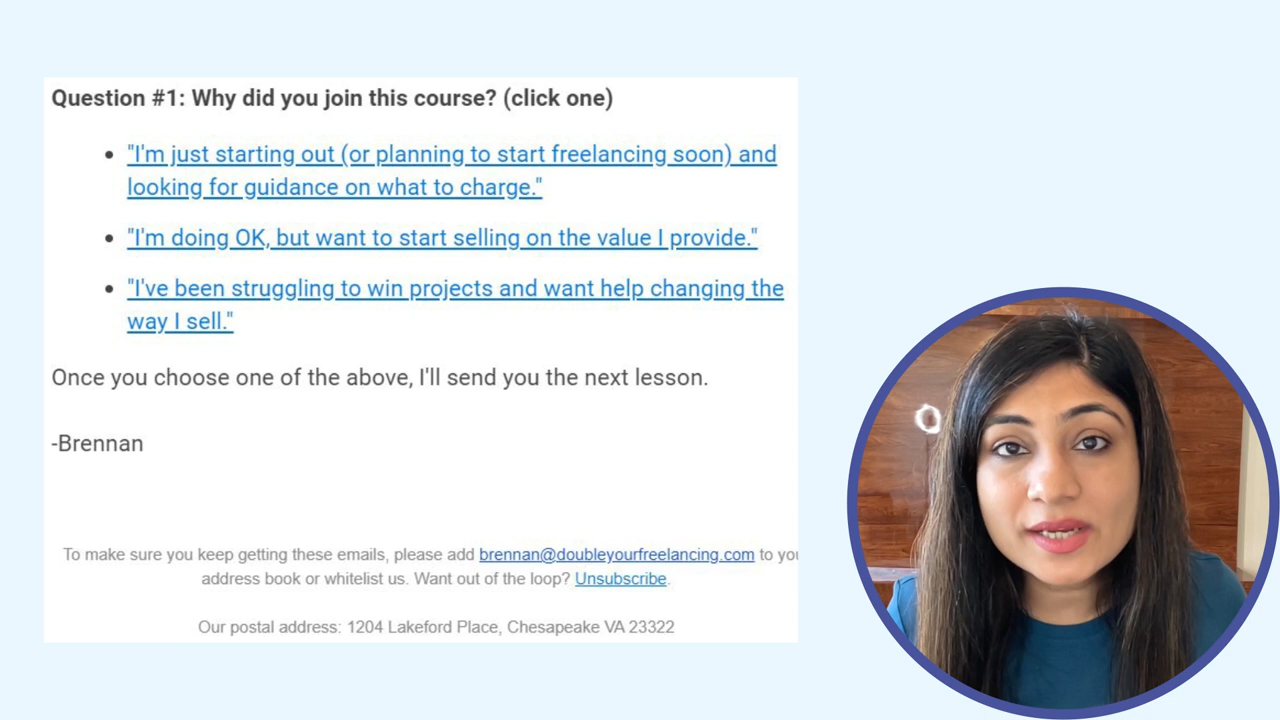 Question #1: Why did you join this course? (click one)
• "I'm just starting out (or planning to start freelancing soon) and
looking for guidance on what to charge."
• "I'm doing OK, but want to start selling on the value I provide."
• "I've been struggling to win projects and want help changing the
way I sell."
Once you choose one of the above, I'll send you the next lesson.
-Brennan
To make sure you keep getting these emails, please add brennan@doubleyourfreelancing.com to
address book or whitelist us. Want out of the loop? Unsubscribe.
Our postal address: 1204 Lakeford Place, Chesapeake VA 23322